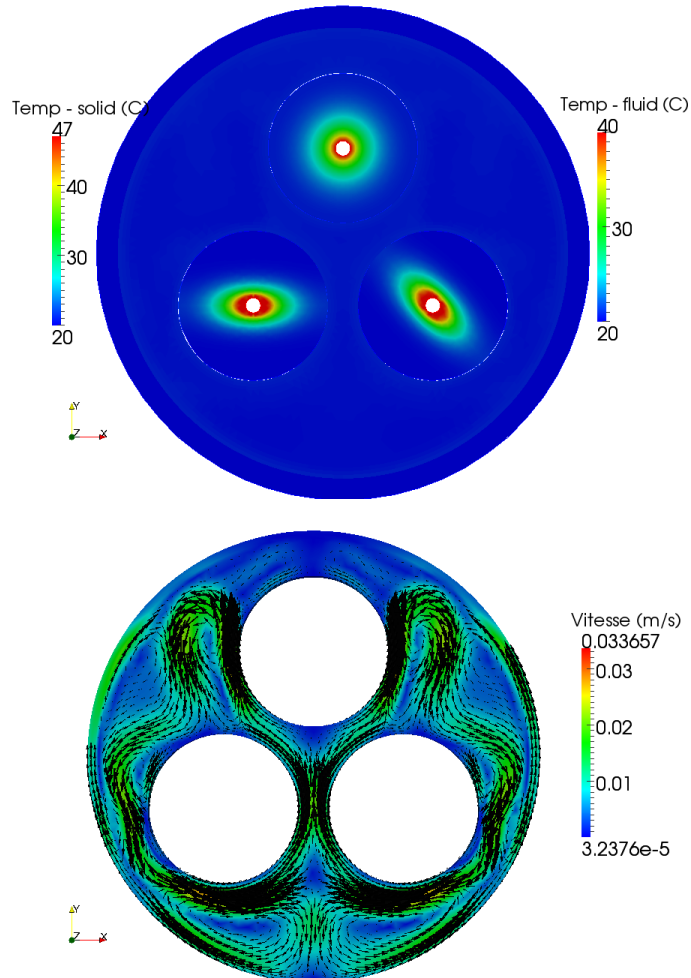 Temp - solid (C)
47
40
30
20
Temp - fluid (C)
40
30
20
Y
Z X
Vitesse (m/s)
0.033657
0.03
0.02
0.01
3.2376e-5
Y
Z X